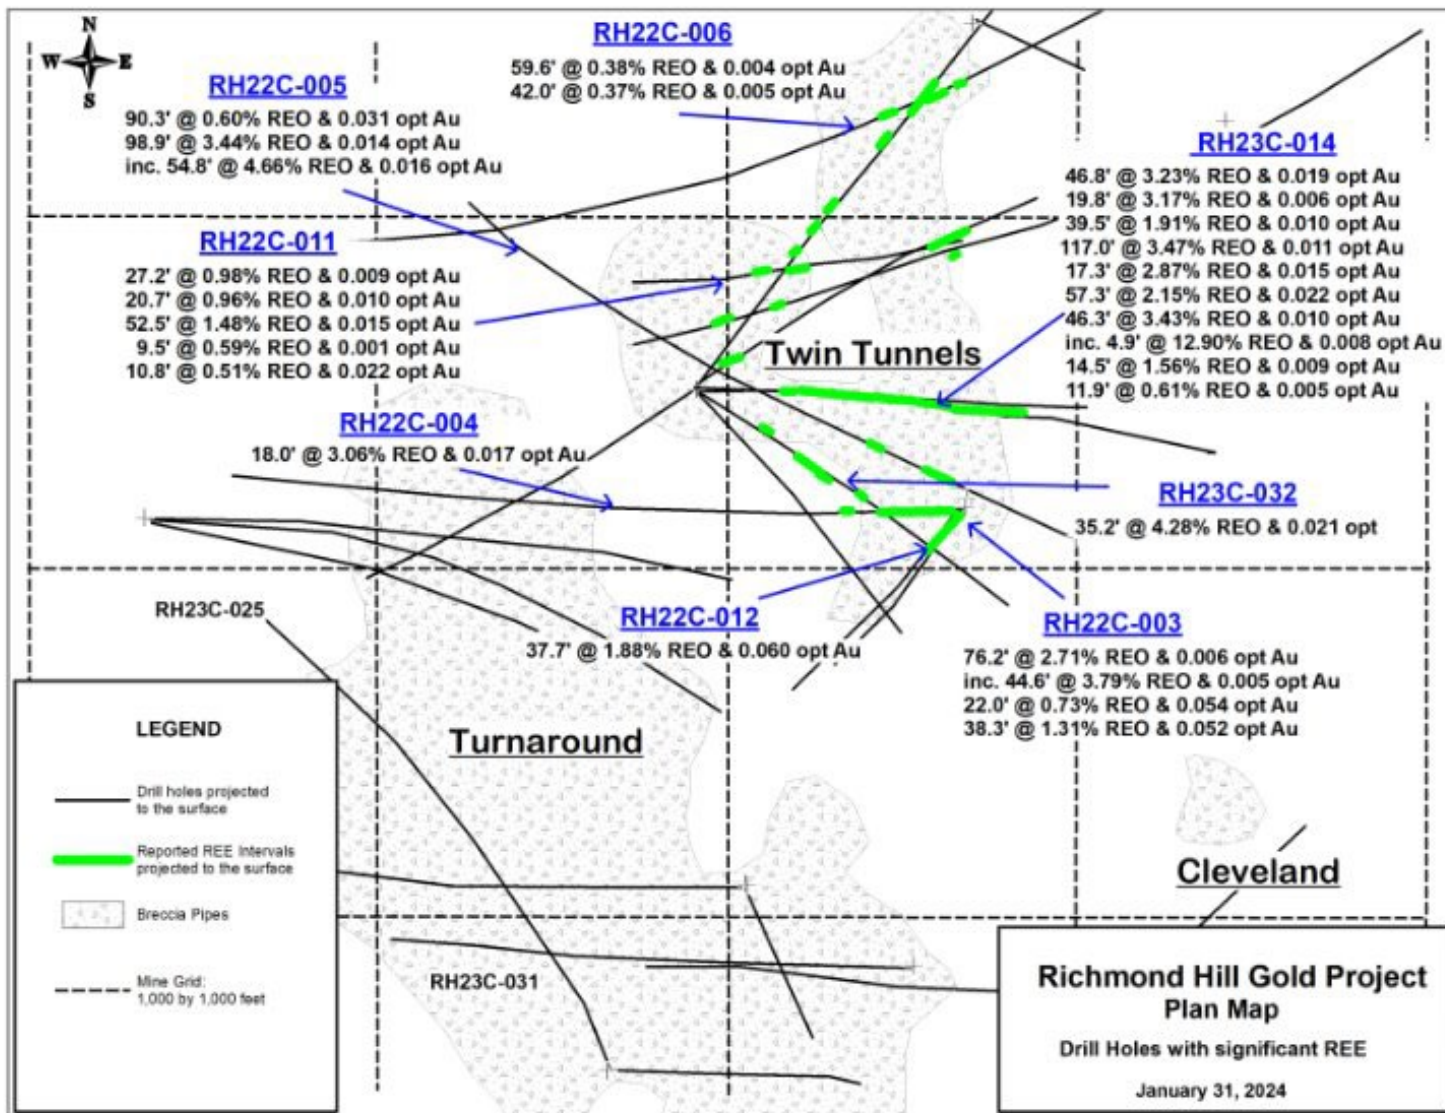 N
W E
S
RH22C-006
59.6' @ 0.38% REO & 0.004 opt Au
42.0' @ 0.37% REO & 0.005 opt Au
RH22C-005
90.3' @ 0.60% REO & 0.031 opt Au
98.9' @ 3.44% REO & 0.014 opt Au
inc. 54.8' @ 4.66% REO & 0.016 opt Au
RH23C-014
46.8' @ 3.23% REO & 0.019 opt Au
19.8' @ 3.17% REO & 0.006 opt Au
39.5' @ 1.91% REO & 0.010 opt Au
117.0' @ 3.47% REO & 0.011 opt Au
17.3' @ 2.87% REO & 0.015 opt Au
57.3' @ 2.15% REO & 0.022 opt Au
46.3' @ 3.43% REO & 0.010 opt Au
inc. 4.9' @ 12.90% REO & 0.008 opt Au
14.5' @ 1.56% REO & 0.009 opt Au
11.9' @ 0.61% REO & 0.005 opt Au
RH22C-011
27.2' @ 0.98% REO & 0.009 opt Au
20.7' @ 0.96% REO & 0.010 opt Au
52.5' @ 1.48% REO & 0.015 opt Au
9.5' @ 0.59% REO & 0.001 opt Au
10.8' @ 0.51% REO & 0.022 opt Au
Twin Tunnels
RH22C-004
18.0' @ 3.06% REO & 0.017 opt Au
RH23C-032
35.2' @ 4.28% REO & 0.021 opt
RH23C-025
RH22C-012
37.7' @ 1.88% REO & 0.060 opt Au
RH22C-003
76.2' @ 2.71% REO & 0.006 opt Au
inc. 44.6' @ 3.79% REO & 0.005 opt Au
22.0' @ 0.73% REO & 0.054 opt Au
38.3' @ 1.31% REO & 0.052 opt Au
Turnaround
Cleveland
RH23C-031
LEGEND
Drill holes projected
to the surface
Reported REE Intervals
projected to the surface
Breccia Pipes
Mine Grid:
1,000 by 1,000 feet
Richmond Hill Gold Project
Plan Map
Drill Holes with significant REE
January 31, 2024